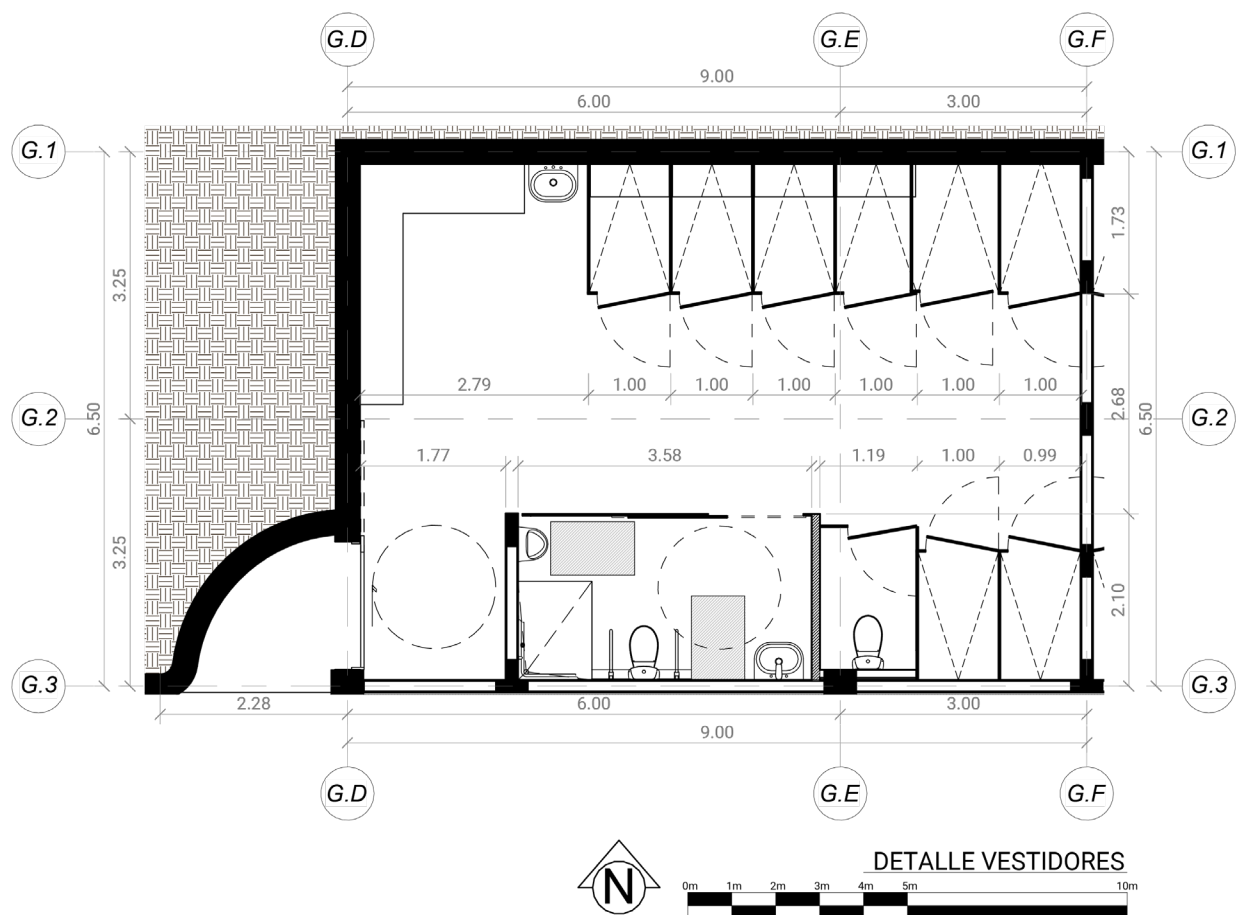 G.D G.E G.F
9.00
6.00 3.00
G.1 G.1
1.73
3.25
2.79 1.00 1.00 1.00 1.00 1.00 1.00
2.68
G.2 6.50 6.50 G.2
1.77 3.58 1.19 1.00 0.99
3.25
2.10
G.3 G.3
2.28 6.00 3.00
9.00
G.D G.E G.F
N
DETALLE VESTIDORES
0m 1m 2m 3m 4m 5m 10m